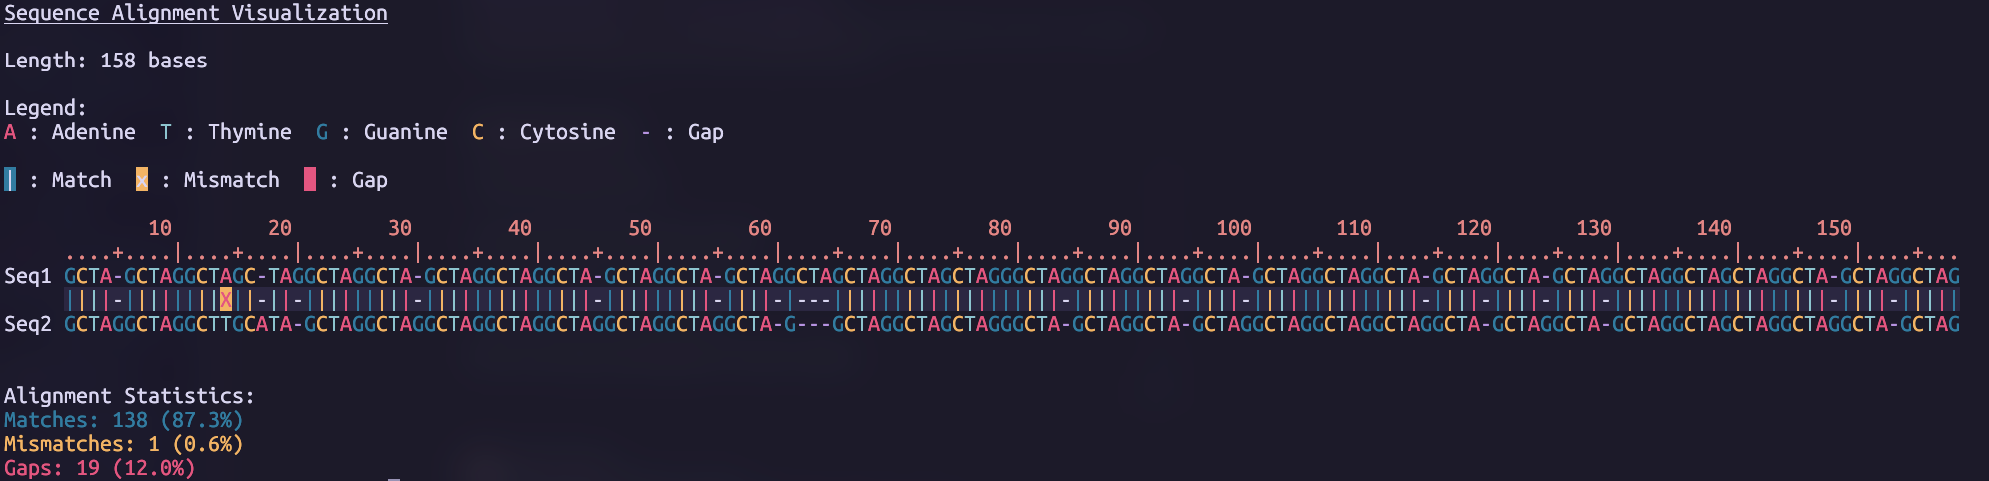 Sequence Alignment Visualization
Length: 158 bases
Legend:
A : Adenine  T : Thymine  G : Guanine  C : Cytosine  - : Gap
| : Match  x : Mismatch    : Gap
10 20 30 40 50 60 70 80 90 100 110 120 130 140 150
....+....|....+....|....+....|....+....|....+....|....+....|....+....|....+....|....+....|....+....|....+....|....+....|....+....|....+....|....+....|....+...
Seq1 GCTA-GCTAGGCTAGC-TAGGCTAGGCTA-GCTAGGCTAGGCTA-GCTAGGCTA-GCTAGGCTAGCTAGGCTAGCTAGGGCTAGGCTAGGCTAGGCTA-GCTAGGCTAGGCTA-GCTAGGCTA-GCTAGGCTAGGCTAGCTAGGCTA-GCTAGGCTAG
||||-||||||||X||-||-|||||||||-||||||||||||||-|||||||||-||||-|---|||||||||||||||||||-|||||||||-||||-||||||||||||||-||||-||||-||||-||||||||||||||||||-||||-|||||
Seq2 GCTAGGCTAGGCTTGCATA-GCTAGGCTAGGCTAGGCTAGGCTAGGCTAGGCTAGGCTA-G---GCTAGGCTAGCTAGGGCTA-GCTAGGCTA-GCTAGGCTAGGCTAGGCTAGGCTA-GCTAGGCTA-GCTAGGCTAGCTAGGCTAGGCTA-GCTAG
Alignment Statistics:
Matches: 138 (87.3%)
Mismatches: 1 (0.6%)
Gaps: 19 (12.0%)